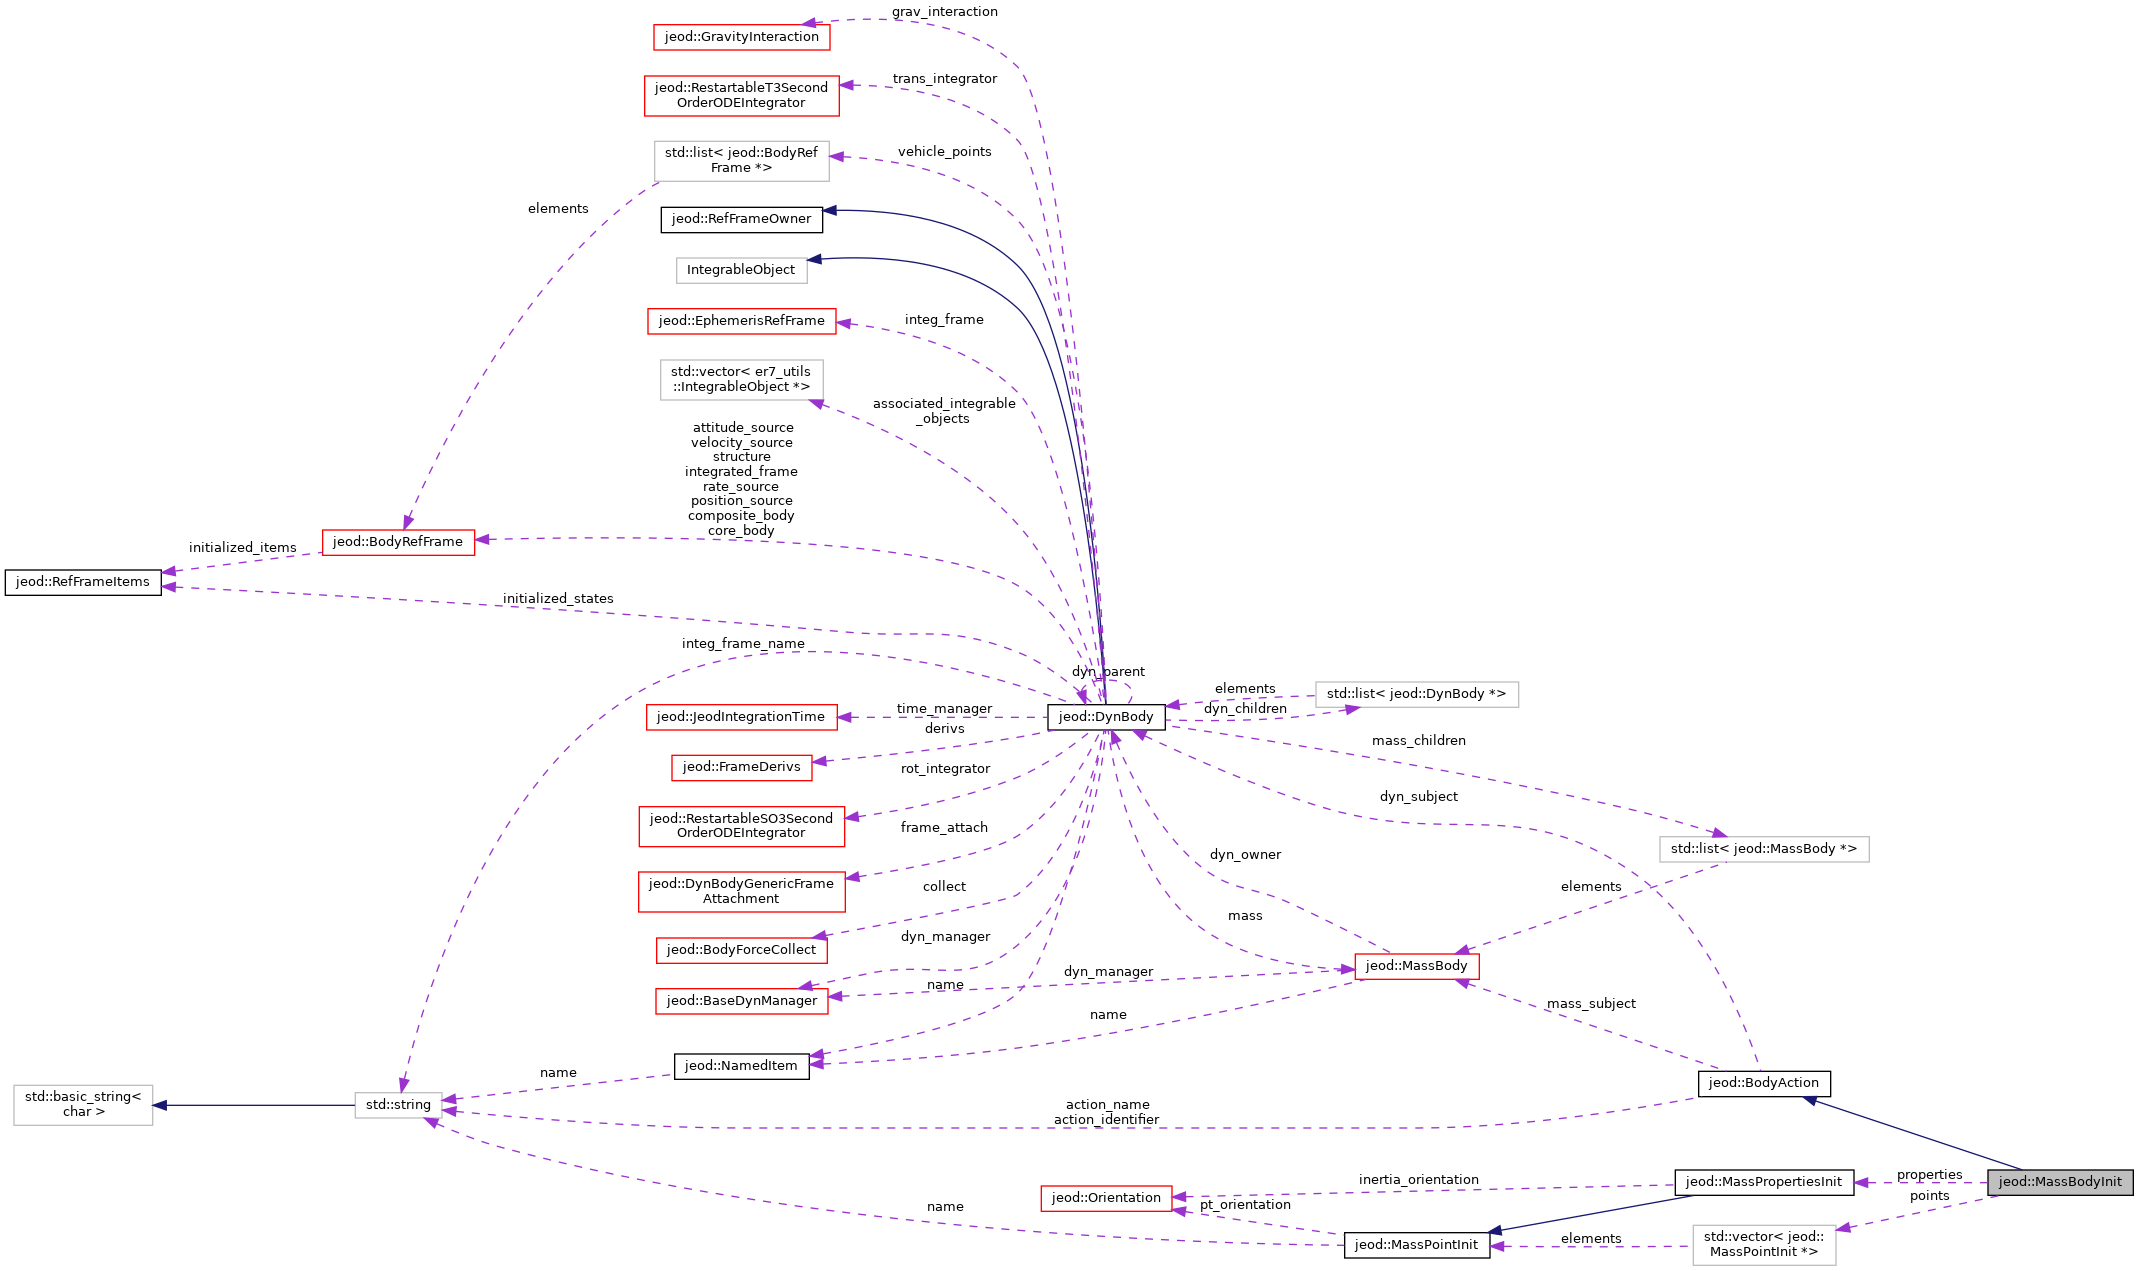 grav_interaction
jeod::GravityInteraction
trans_integrator
jeod::RestartableT3Second
OrderODEIntegrator
vehicle_points
std::list< jeod::BodyRef
Frame *>
elements
jeod::RefFrameOwner
IntegrableObject
jeod::EphemerisRefFrame
integ_frame
std::vector< er7_utils
::IntegrableObject *>
associated_integrable
_objects
attitude_source
velocity_source
structure
integrated_frame
rate_source
position_source
composite_body
core_body
jeod::BodyRefFrame
initialized_items
jeod::RefFrameItems
initialized_states
integ_frame_name
dyn_parent
elements
std::list< jeod::DynBody *>
dyn_children
time_manager
jeod::JeodIntegrationTime
jeod::DynBody
derivs
mass_children
jeod::FrameDerivs
rot_integrator
dyn_subject
jeod::RestartableSO3Second
OrderODEIntegrator
frame_attach
dyn_owner
std::list< jeod::MassBody *>
jeod::DynBodyGenericFrame
Attachment
collect
elements
mass
dyn_manager
jeod::BodyForceCollect
jeod::MassBody
dyn_manager
name
jeod::BaseDynManager
mass_subject
name
jeod::NamedItem
name
jeod::BodyAction
std::basic_string<
char >
std::string
action_name
action_identifier
properties
inertia_orientation
jeod::MassPropertiesInit
jeod::MassBodyInit
jeod::Orientation
points
pt_orientation
name
jeod::MassPointInit
elements
std::vector< jeod::
MassPointInit *>